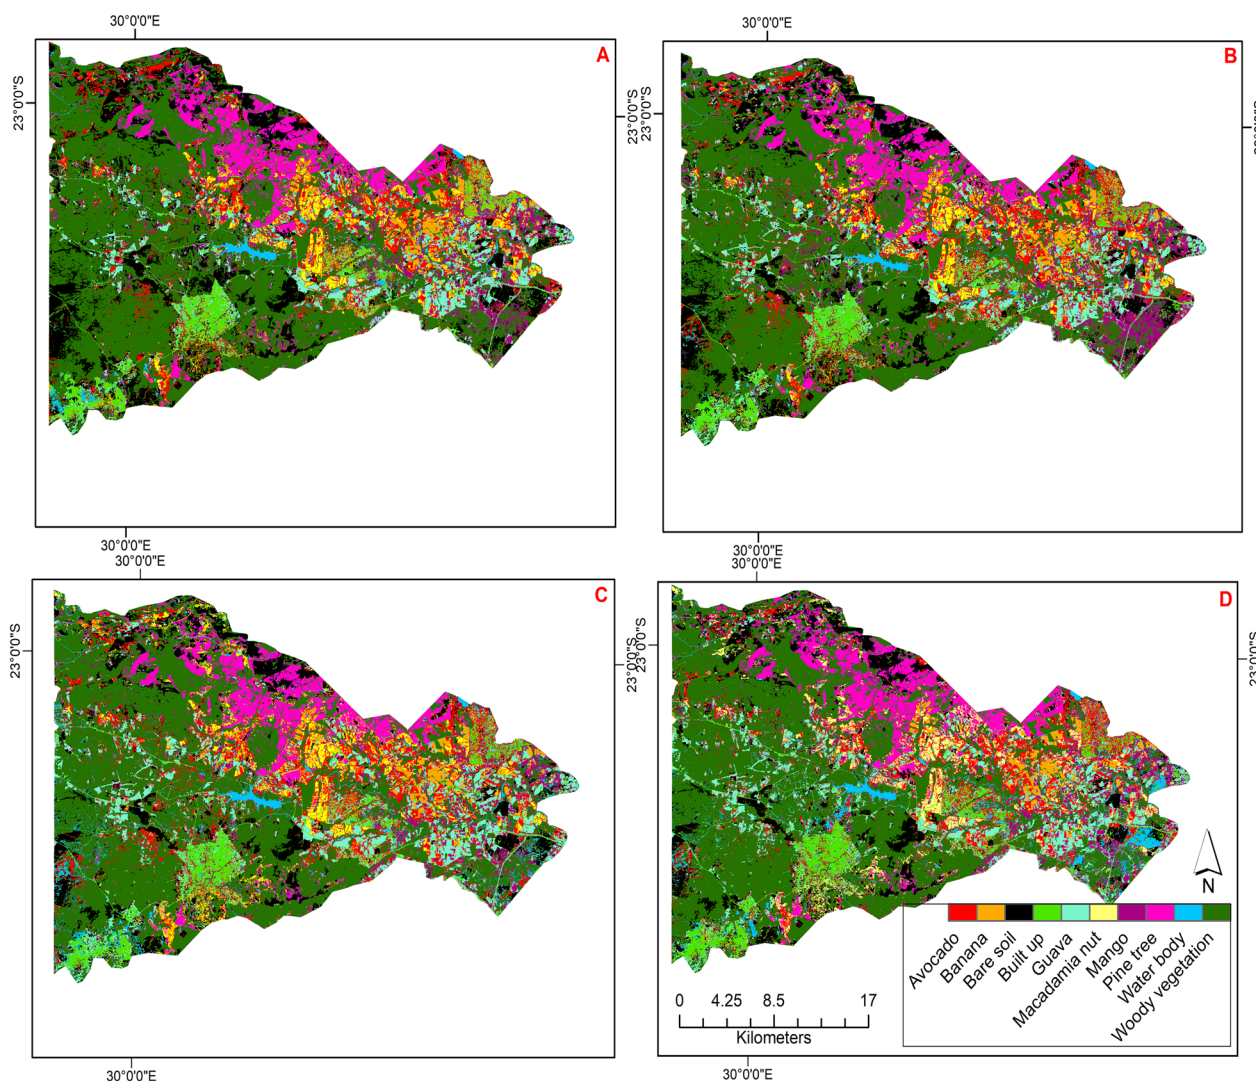 30°0'0"E
30°0'0"E
A
B
23°0'0"S
23°0'0"S
23°0'0"S
30°0'0"E
30°0'0"E
30°0'0"E
30°0'0"E
C
D
23°0'0"S
23°0'0"S
23°0'0"S
N
Avocado
Banana
Bare soil
Built up
Guava
Macadamia nut
Mango
Pine tree
Water body
Woody vegetation
0 4.25 8.5 17
Kilometers
30°0'0"E
30°0'0"E